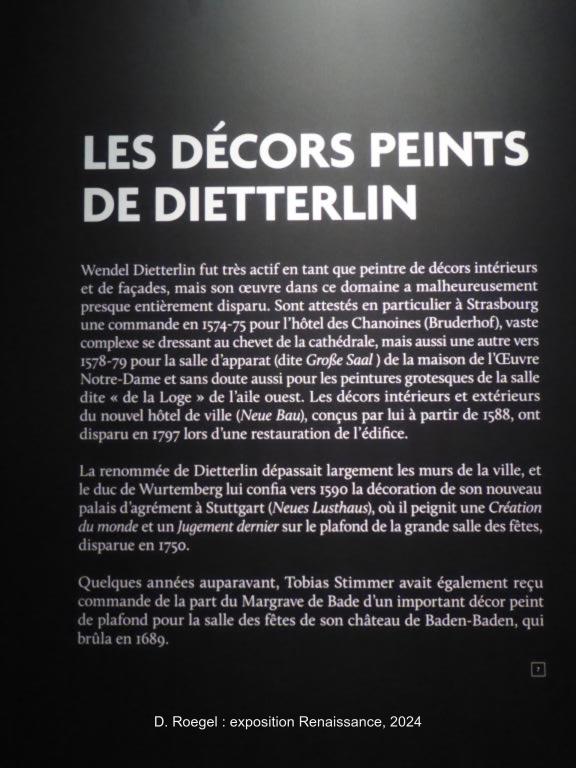 LES DÉCORS PEINTS
DE DIETTERLIN
Wendel Dietterlin fut très actif en tant que peintre de décors intérieurs
et de façades, mais son œuvre dans ce domaine a malheureusement
presque entièrement disparu. Sont attestés en particulier à Strasbourg
une commande en 1574-75 pour l'hôtel des Chanoines (Bruderhof), vaste
complexe se dressant au chevet de la cathédrale, mais aussi une autre vers
1578-79 pour la salle d'apparat (dite Große Saal ) de la maison de l'Œuvre
Notre-Dame et sans doute aussi pour les peintures grotesques de la salle
dite « de la Loge » de l'aile ouest. Les décors intérieurs et extérieurs
du nouvel hôtel de ville (Neue Bau), conçus par lui à partir de 1588, ont
disparu en 1797 lors d'une restauration de l'édifice.
La renommée de Dietterlin dépassait largement les murs de la ville, et
le duc de Wurtemberg lui confia vers 1590 la décoration de son nouveau
palais d'agrément à Stuttgart (Neues Lusthaus), où il peignit une Création
du monde et un Jugement dernier sur le plafond de la grande salle des fêtes,
disparue en 1750.
Quelques années auparavant, Tobias Stimmer avait également reçu
commande de la part du Margrave de Bade d'un important décor peint
de plafond pour la salle des fêtes de son château de Baden-Baden, qui
brûla en 1689.
7
D. Roegel : exposition Renaissance, 2024